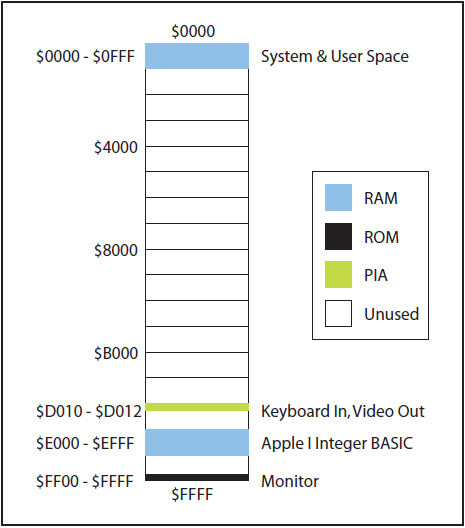 $0000
$0000 - $0FFF System & User Space
$4000
RAM
ROM
$8000
PIA
Unused
$B000
$D010 - $D012 Keyboard In, Video Out
$E000 - $EFFF Apple I Integer BASIC
$FF00 - $FFFF Monitor
$FFFF